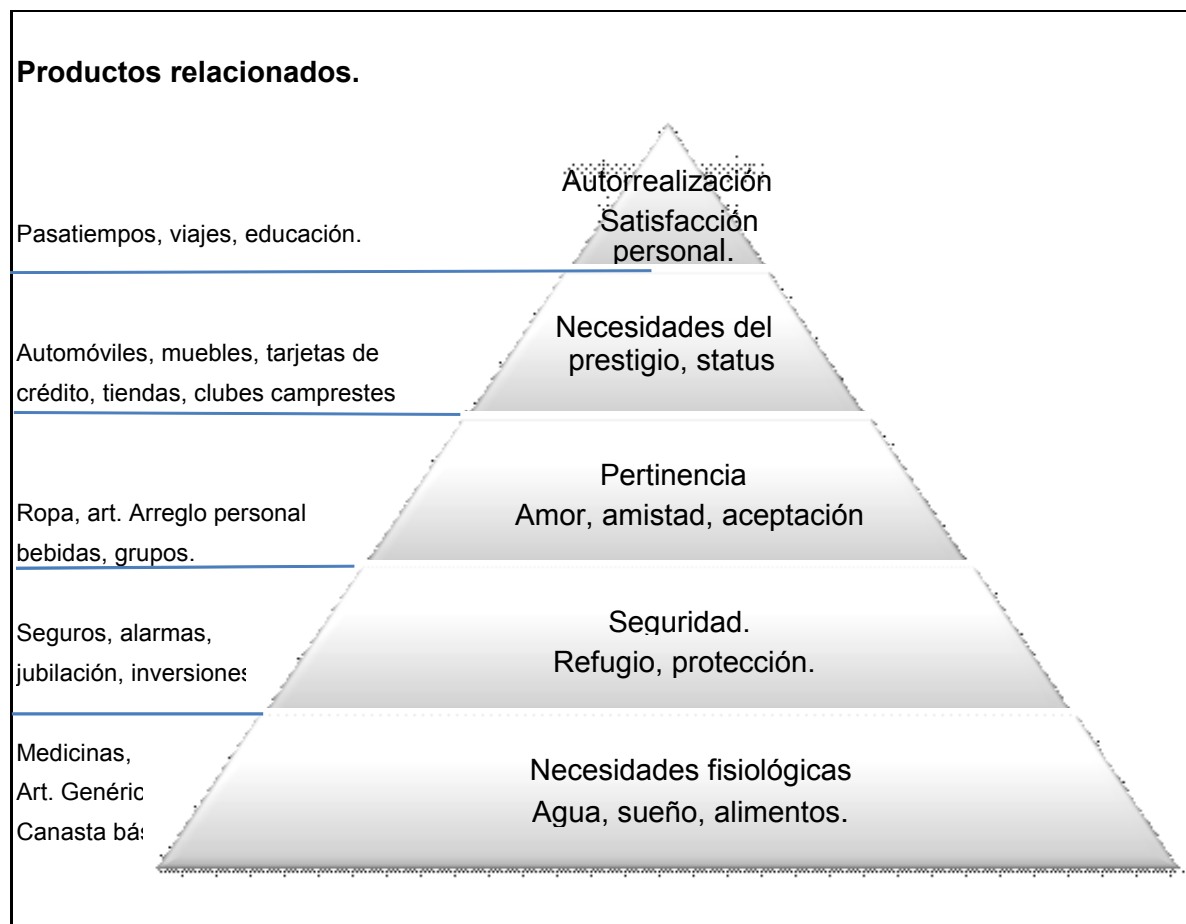 Productos relacionados.
Autorrealización
Satisfacción
personal.
Pasatiempos, viajes, educación.
Necesidades del
prestigio, status
Automóviles, muebles, tarjetas de
crédito, tiendas, clubes camprestes
Pertinencia
Amor, amistad, aceptación
Ropa, art. Arreglo personal
bebidas, grupos.
Seguridad.
Refugio, protección.
Seguros, alarmas,
jubilación, inversiones
Necesidades fisiológicas
Agua, sueño, alimentos.
Medicinas,
Art.
Canasta